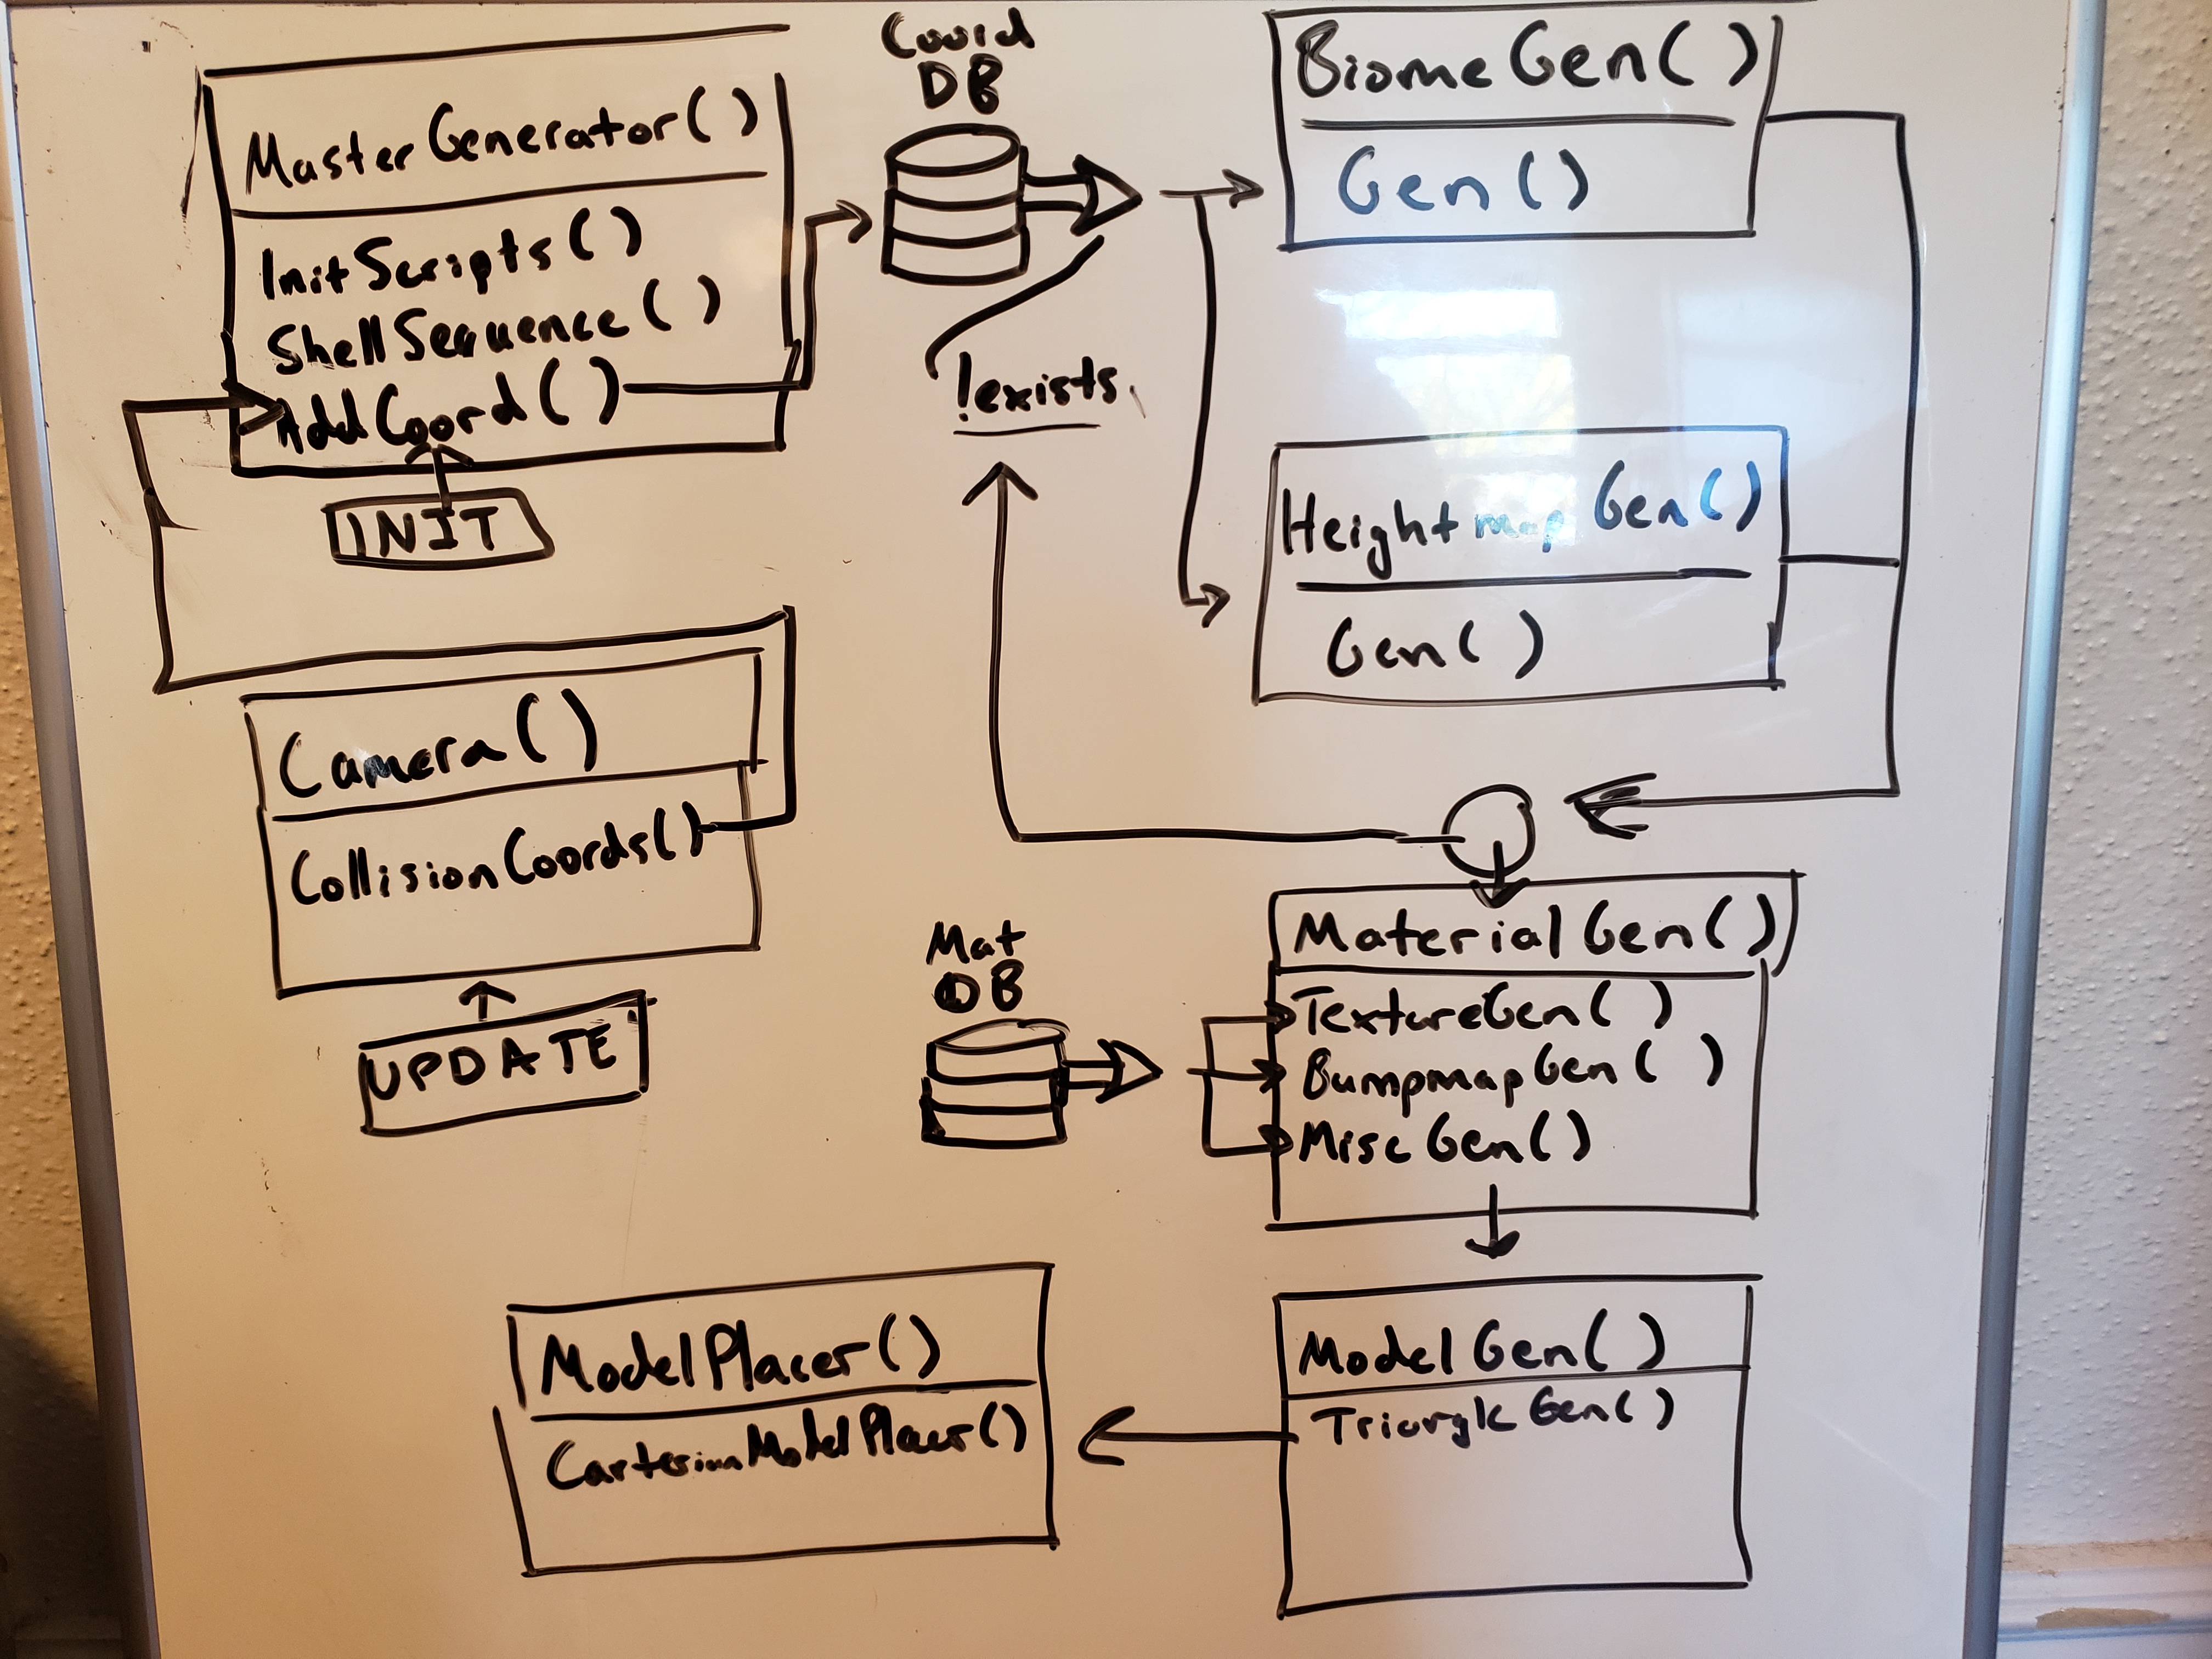 MasterGenerator()
InitScripts()
ShellSequence()
AddCoord()
INIT
Camera()
CollisionCoords()
UPDATE
Coord
DB
!exists
BiomeGen()
Gen()
Heightmap Gen()
Gen()
Mat
DB
MaterialGen()
TextureGen()
BumpmapGen()
MiscGen()
ModelGen()
TriangleGen()
ModelPlacer()
CartesianModelPlacer()